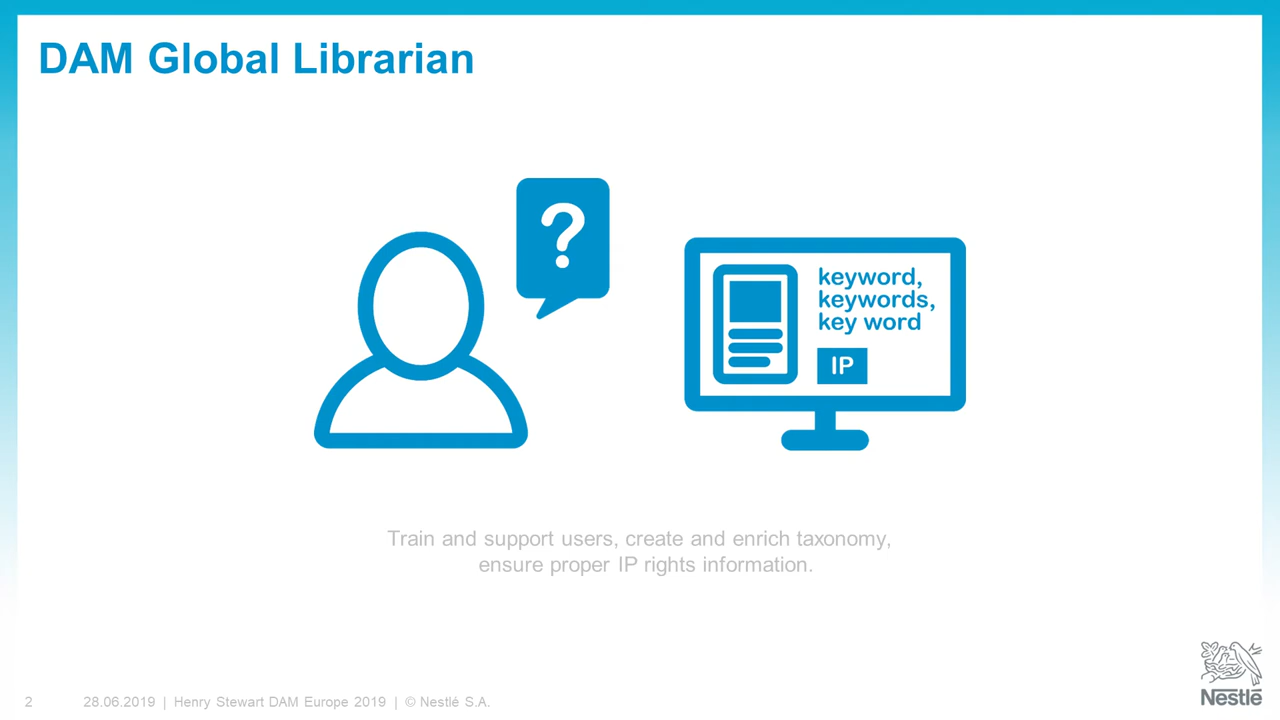 DAM Global Librarian
?
keyword,
keywords,
key word
IP
Train and support users, create and enrich taxonomy,
ensure proper IP rights information.
2 28.06.2019 | Henry Stewart DAM Europe 2019 | © Nestlé S.A.
Nestlé